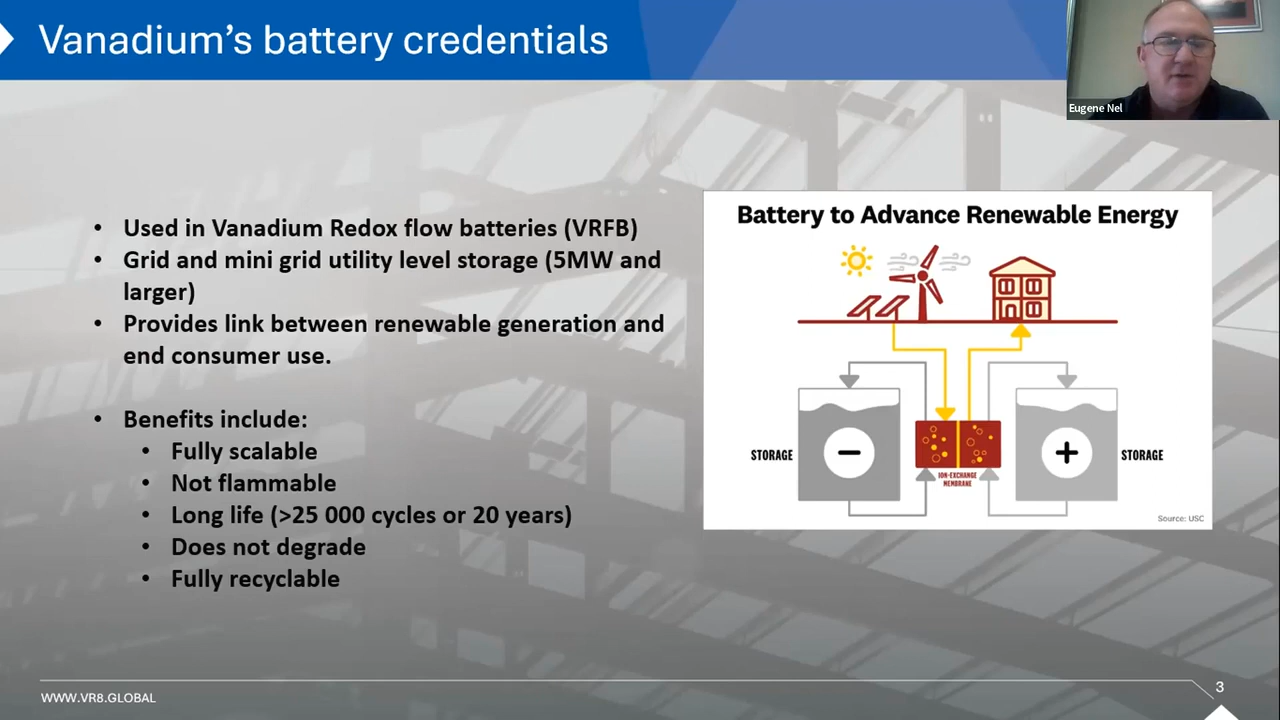 Vanadium's battery credentials
Eugene Nel
• Used in Vanadium Redox flow batteries (VRFB)
• Grid and mini grid utility level storage (5MW and
larger)
• Provides link between renewable generation and
end consumer use.
• Benefits include:
• Fully scalable
• Not flammable
• Long life (>25 000 cycles or 20 years)
• Does not degrade
• Fully recyclable
Battery to Advance Renewable Energy
STORAGE
−
+
STORAGE
ION-EXCHANGE
MEMBRANE
Source: USC
WWW.VR8.GLOBAL
3